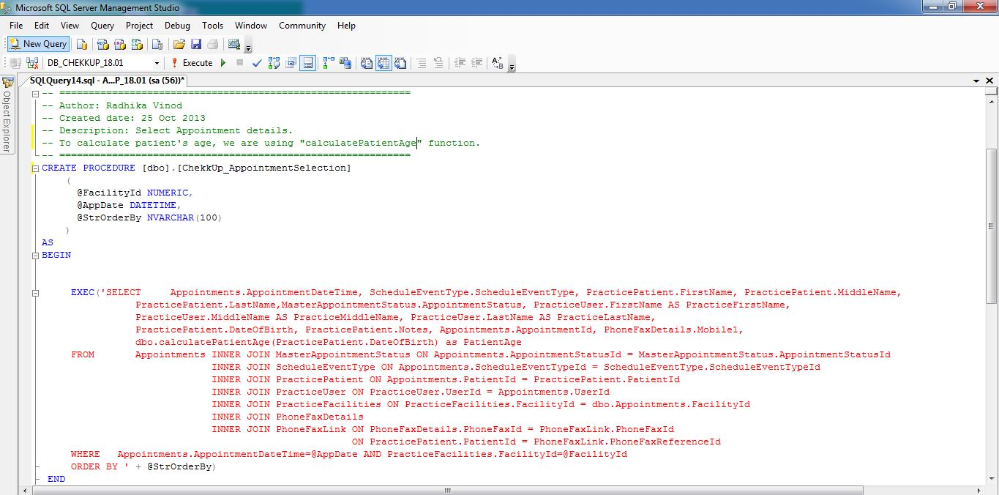 Microsoft SQL Server Management Studio
File Edit View Query Project Debug Tools Window Community Help
New Query
DB_CHEKKUP_18.01 Execute
Object Explorer
SQLQuery14.sql - A...P_18.01 (sa (56))*
-- ============================================================
-- Author: Radhika Vinod
-- Created date: 25 Oct 2013
-- Description: Select Appointment details.
-- To calculate patient's age, we are using "calculatePatientAge" function.
-- ============================================================
CREATE PROCEDURE [dbo].[ChekkUp_AppointmentSelection]
(
@FacilityId NUMERIC,
@AppDate DATETIME,
@StrOrderBy NVARCHAR(100)
)
AS
BEGIN
EXEC('SELECT Appointments.AppointmentDateTime, ScheduleEventType.ScheduleEventType, PracticePatient.FirstName, PracticePatient.MiddleName,
PracticePatient.LastName,MasterAppointmentStatus.AppointmentStatus, PracticeUser.FirstName AS PracticeFirstName,
PracticeUser.MiddleName AS PracticeMiddleName, PracticeUser.LastName AS PracticeLastName,
PracticePatient.DateOfBirth, PracticePatient.Notes, Appointments.AppointmentId, PhoneFaxDetails.Mobile1,
dbo.calculatePatientAge(PracticePatient.DateOfBirth) as PatientAge
FROM Appointments INNER JOIN MasterAppointmentStatus ON Appointments.AppointmentStatusId = MasterAppointmentStatus.AppointmentStatusId
INNER JOIN ScheduleEventType ON Appointments.ScheduleEventTypeId = ScheduleEventType.ScheduleEventTypeId
INNER JOIN PracticePatient ON Appointments.PatientId = PracticePatient.PatientId
INNER JOIN PracticeUser ON PracticeUser.UserId = Appointments.UserId
INNER JOIN PracticeFacilities ON PracticeFacilities.FacilityId = dbo.Appointments.FacilityId
INNER JOIN PhoneFaxDetails
INNER JOIN PhoneFaxLink ON PhoneFaxDetails.PhoneFaxId = PhoneFaxLink.PhoneFaxId
ON PracticePatient.PatientId = PhoneFaxLink.PhoneFaxReferenceId
WHERE Appointments.AppointmentDateTime=@AppDate AND PracticeFacilities.FacilityId=@FacilityId
ORDER BY ' + @StrOrderBy)
END